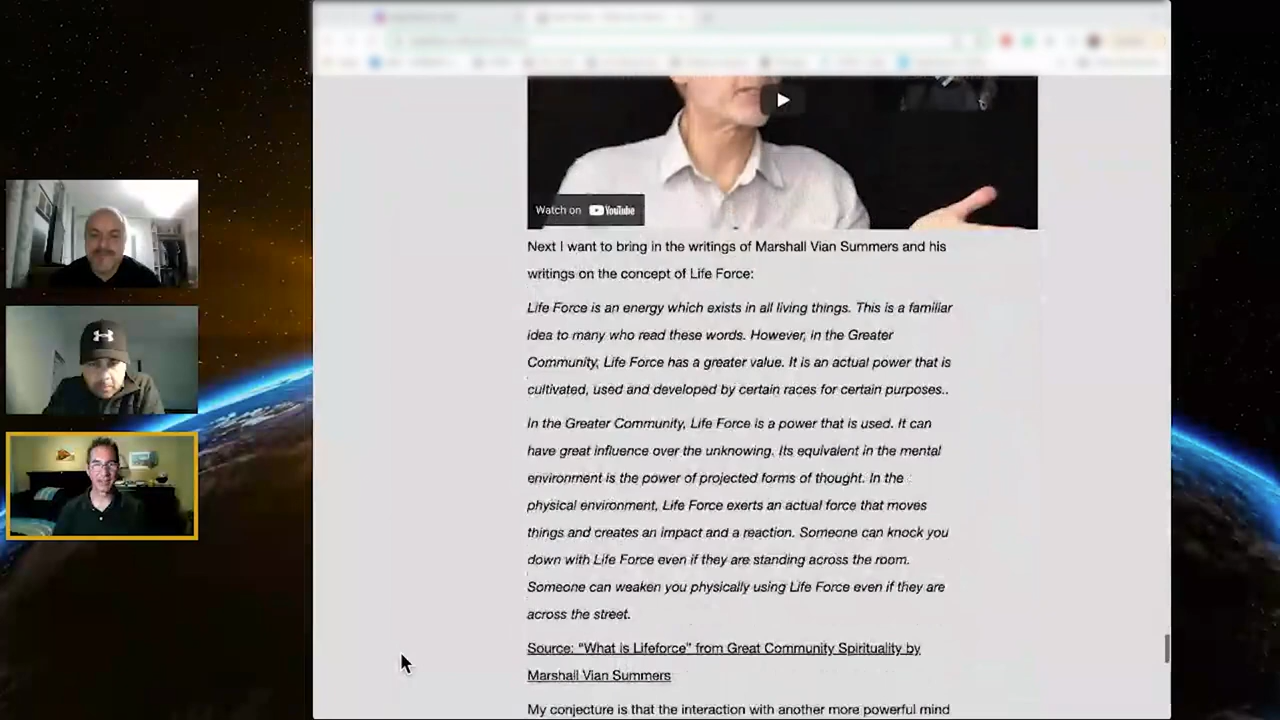 Watch on YouTube
Next I want to bring in the writings of Marshall Vian Summers and his
writings on the concept of Life Force:
Life Force is an energy which exists in all living things. This is a familiar
idea to many who read these words. However, in the Greater
Community, Life Force has a greater value. It is an actual power that is
cultivated, used and developed by certain races for certain purposes..
In the Greater Community, Life Force is a power that is used. It can
have great influence over the unknowing. Its equivalent in the mental
environment is the power of projected forms of thought. In the
physical environment, Life Force exerts an actual force that moves
things and creates an impact and a reaction. Someone can knock you
down with Life Force even if they are standing across the room.
Someone can weaken you physically using Life Force even if they are
across the street.
Source: “What is Lifeforce” from Great Community Spirituality by
Marshall Vian Summers
My conjecture is that the interaction with another more powerful mind